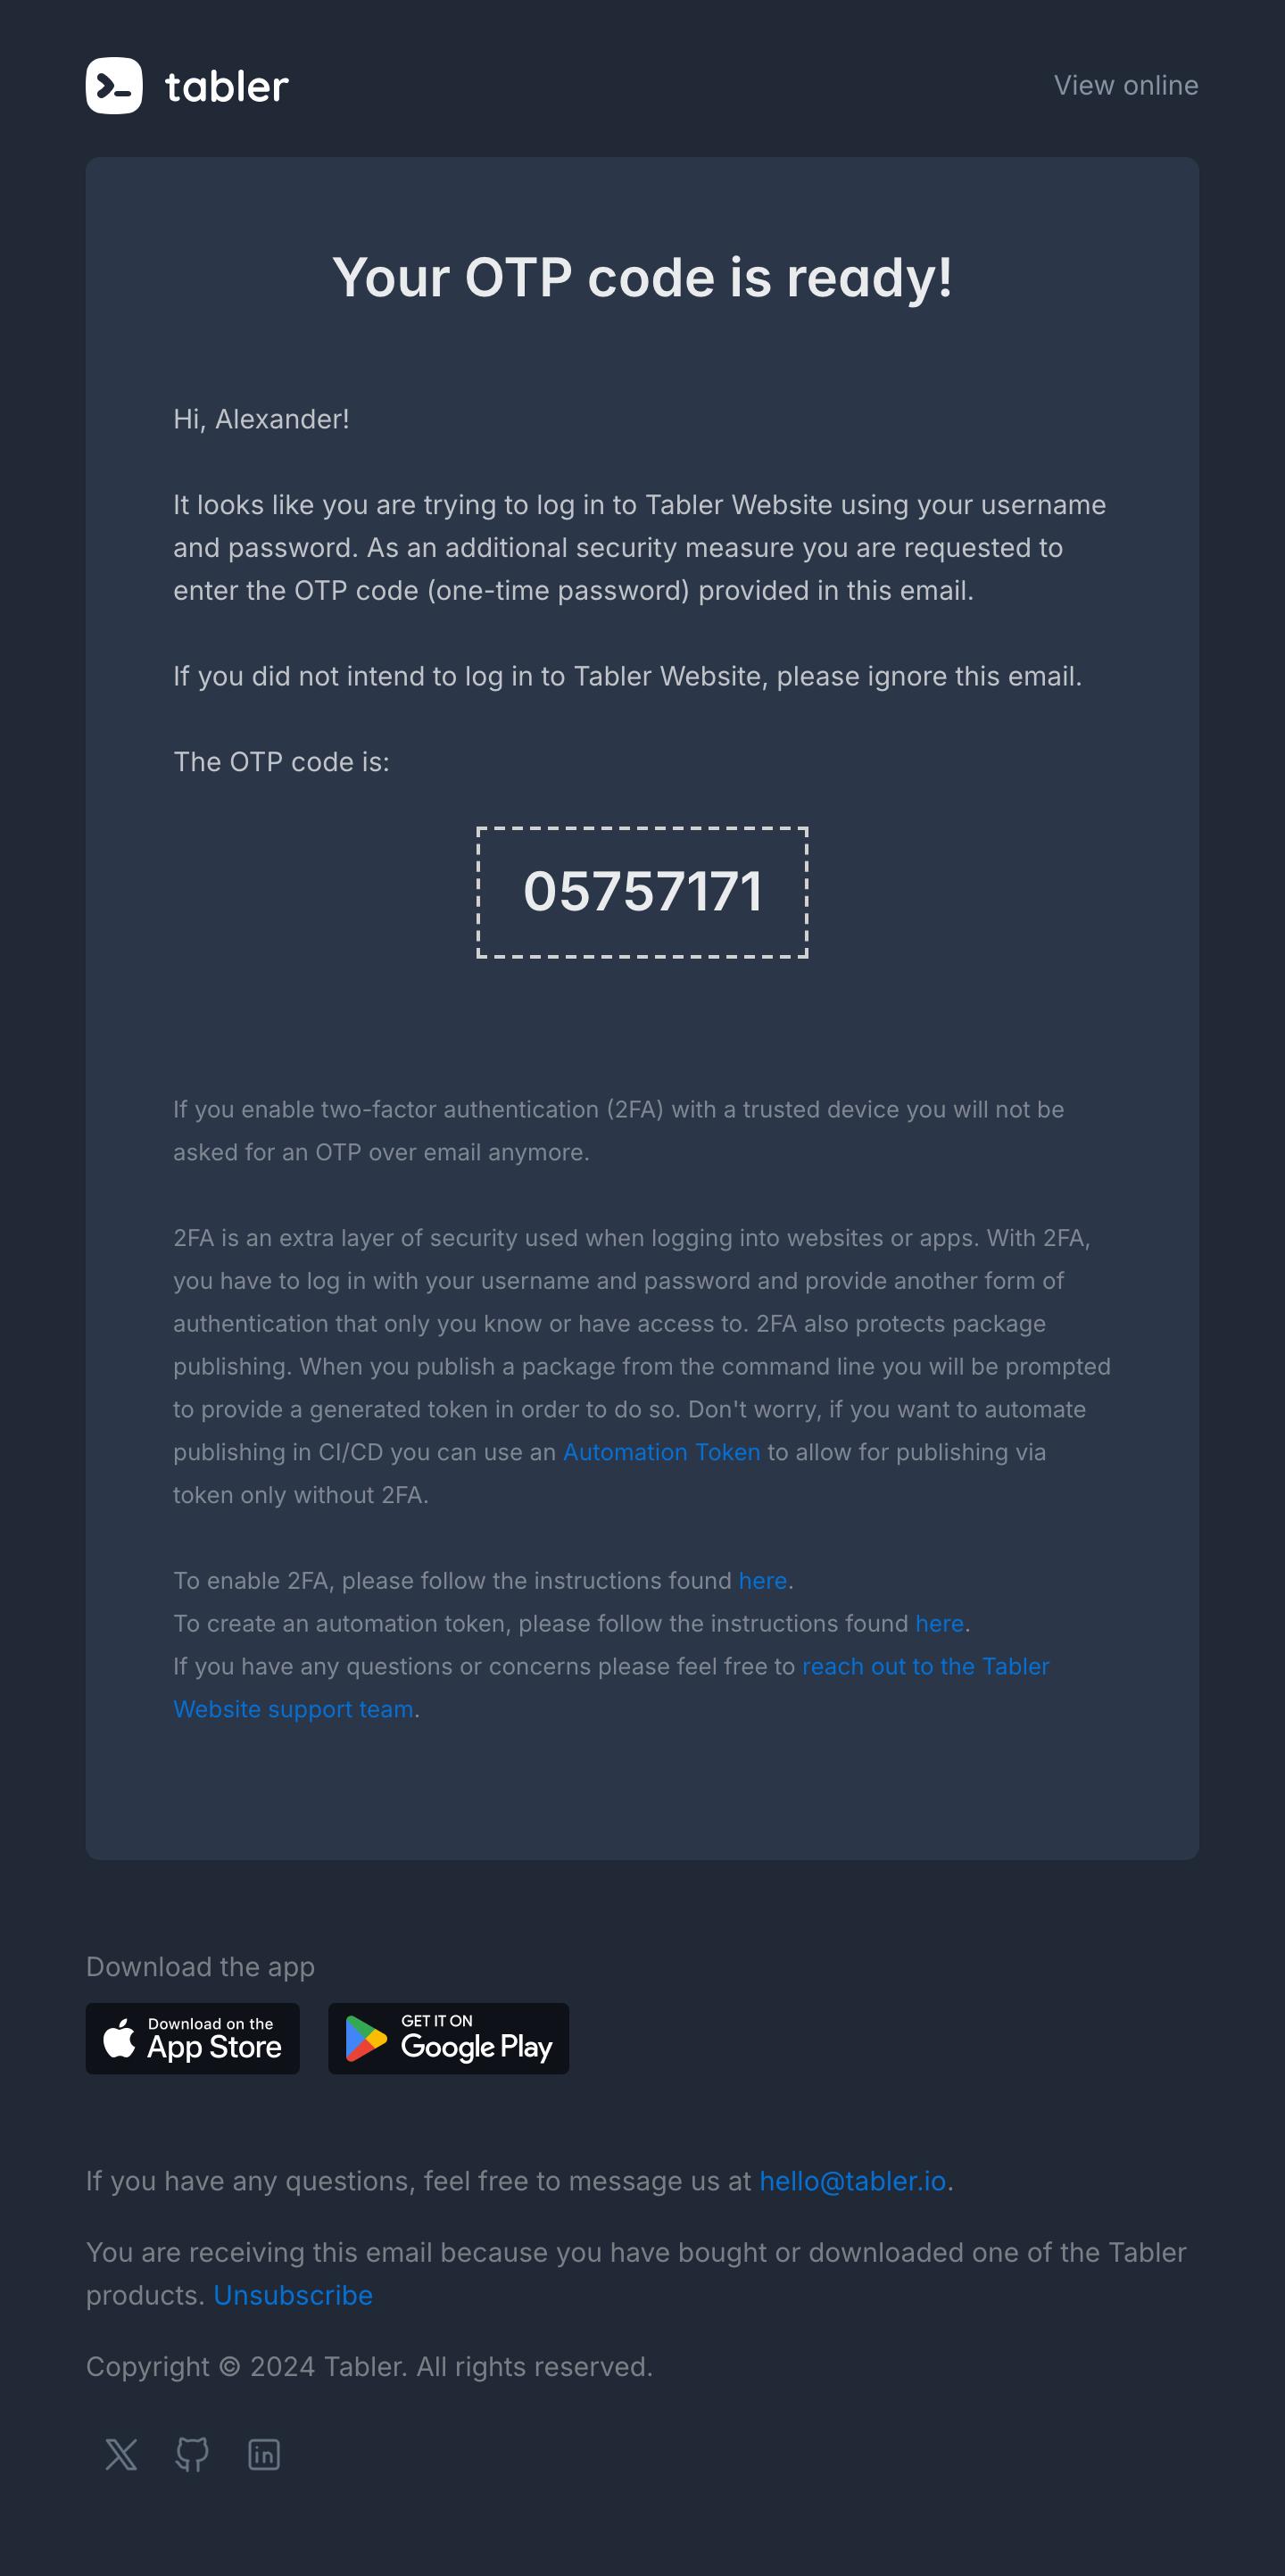 tabler
View online
Your OTP code is ready!
Hi, Alexander!
It looks like you are trying to log in to Tabler Website using your username
and password. As an additional security measure you are requested to
enter the OTP code (one-time password) provided in this email.
If you did not intend to log in to Tabler Website, please ignore this email.
The OTP code is:
05757171
If you enable two-factor authentication (2FA) with a trusted device you will not be
asked for an OTP over email anymore.
2FA is an extra layer of security used when logging into websites or apps. With 2FA,
you have to log in with your username and password and provide another form of
authentication that only you know or have access to. 2FA also protects package
publishing. When you publish a package from the command line you will be prompted
to provide a generated token in order to do so. Don't worry, if you want to automate
publishing in CI/CD you can use an Automation Token to allow for publishing via
token only without 2FA.
To enable 2FA, please follow the instructions found here.
To create an automation token, please follow the instructions found here.
If you have any questions or concerns please feel free to reach out to the Tabler
Website support team.
Download the app
Download on the
App Store
GET IT ON
Google Play
If you have any questions, feel free to message us at hello@tabler.io.
You are receiving this email because you have bought or downloaded one of the Tabler
products. Unsubscribe
Copyright © 2024 Tabler. All rights reserved.